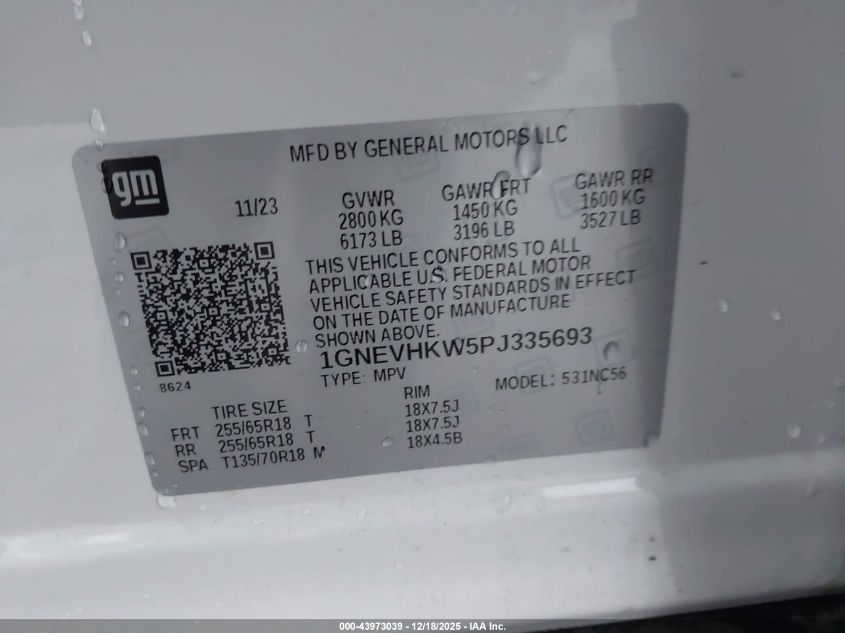 MFD BY GENERAL MOTORS LLC
gm
11/23
GVWR
2800 KG
6173 LB
GAWR FRT
1450 KG
3196 LB
GAWR RR
1600 KG
3527 LB
THIS VEHICLE CONFORMS TO ALL
APPLICABLE U.S. FEDERAL MOTOR
VEHICLE SAFETY STANDARDS IN EFFECT
ON THE DATE OF MANUFACTURE
SHOWN ABOVE.
1GNEVHKW5PJ335693
8624
TYPE: MPV
MODEL: 531NC56
TIRE SIZE RIM
FRT 255/65R18 T 18X7.5J
RR 255/65R18 T 18X7.5J
SPA T135/70R18 M 18X4.5B
000-43973039 - 12/18/2025 - IAA Inc.